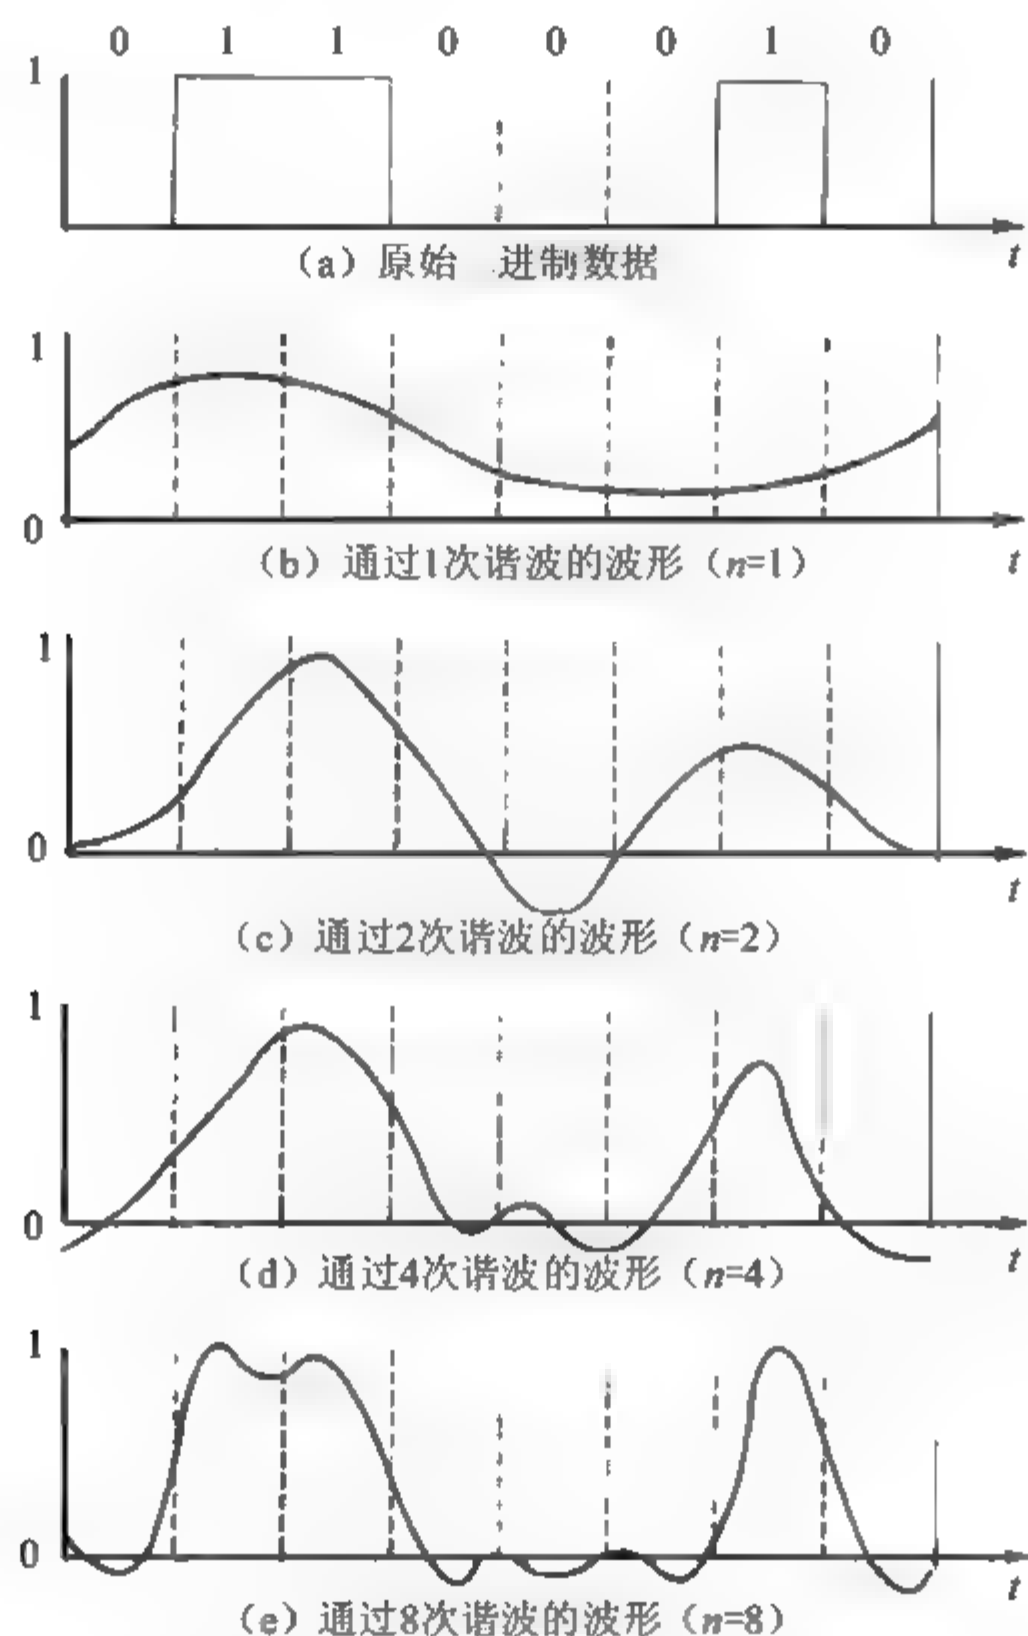 0 1 1 0 0 0 1 0
1
t
(a) 原始 进制数据
1
0
t
(b) 通过1次谐波的波形 (n=1)
1
0
t
(c) 通过2次谐波的波形 (n=2)
1
0
t
(d) 通过4次谐波的波形 (n=4)
1
0
t
(e) 通过8次谐波的波形 (n=8)